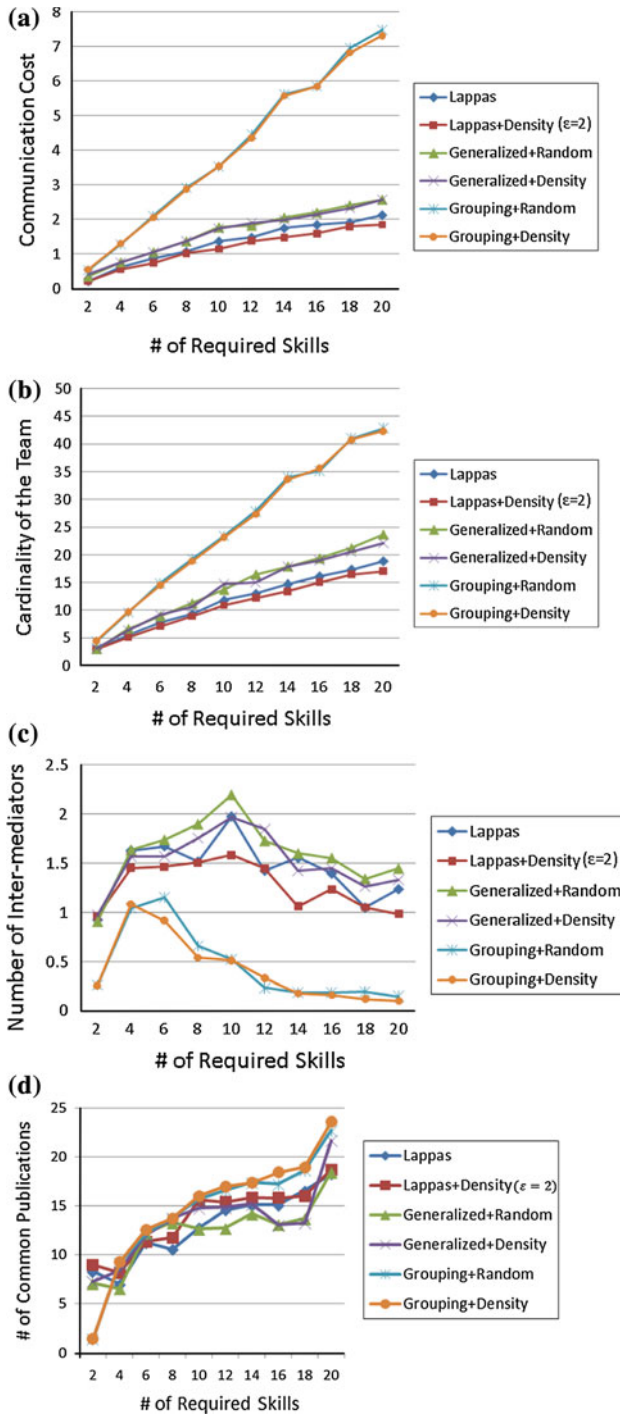 (a)
Communication Cost
8
7
6
5
4
3
2
1
0
2 4 6 8 10 12 14 16 18 20
# of Required Skills
Lappas
Lappas+Density (ε=2)
Generalized+Random
Generalized+Density
Grouping+Random
Grouping+Density
(b)
Cardinality of the Team
50
45
40
35
30
25
20
15
10
5
0
2 4 6 8 10 12 14 16 18 20
# of Required Skills
Lappas
Lappas+Density (ε=2)
Generalized+Random
Generalized+Density
Grouping+Random
Grouping+Density
(c)
Number of Inter-mediators
2.5
2
1.5
1
0.5
0
2 4 6 8 10 12 14 16 18 20
# of Required Skills
Lappas
Lappas+Density (ε=2)
Generalized+Random
Generalized+Density
Grouping+Random
Grouping+Density
(d)
# of Common Publications
25
20
15
10
5
0
2 4 6 8 10 12 14 16 18 20
# of Required Skills
Lappas
Lappas+Density (ε = 2)
Generalized+Random
Generalized+Density
Grouping+Random
Grouping+Density